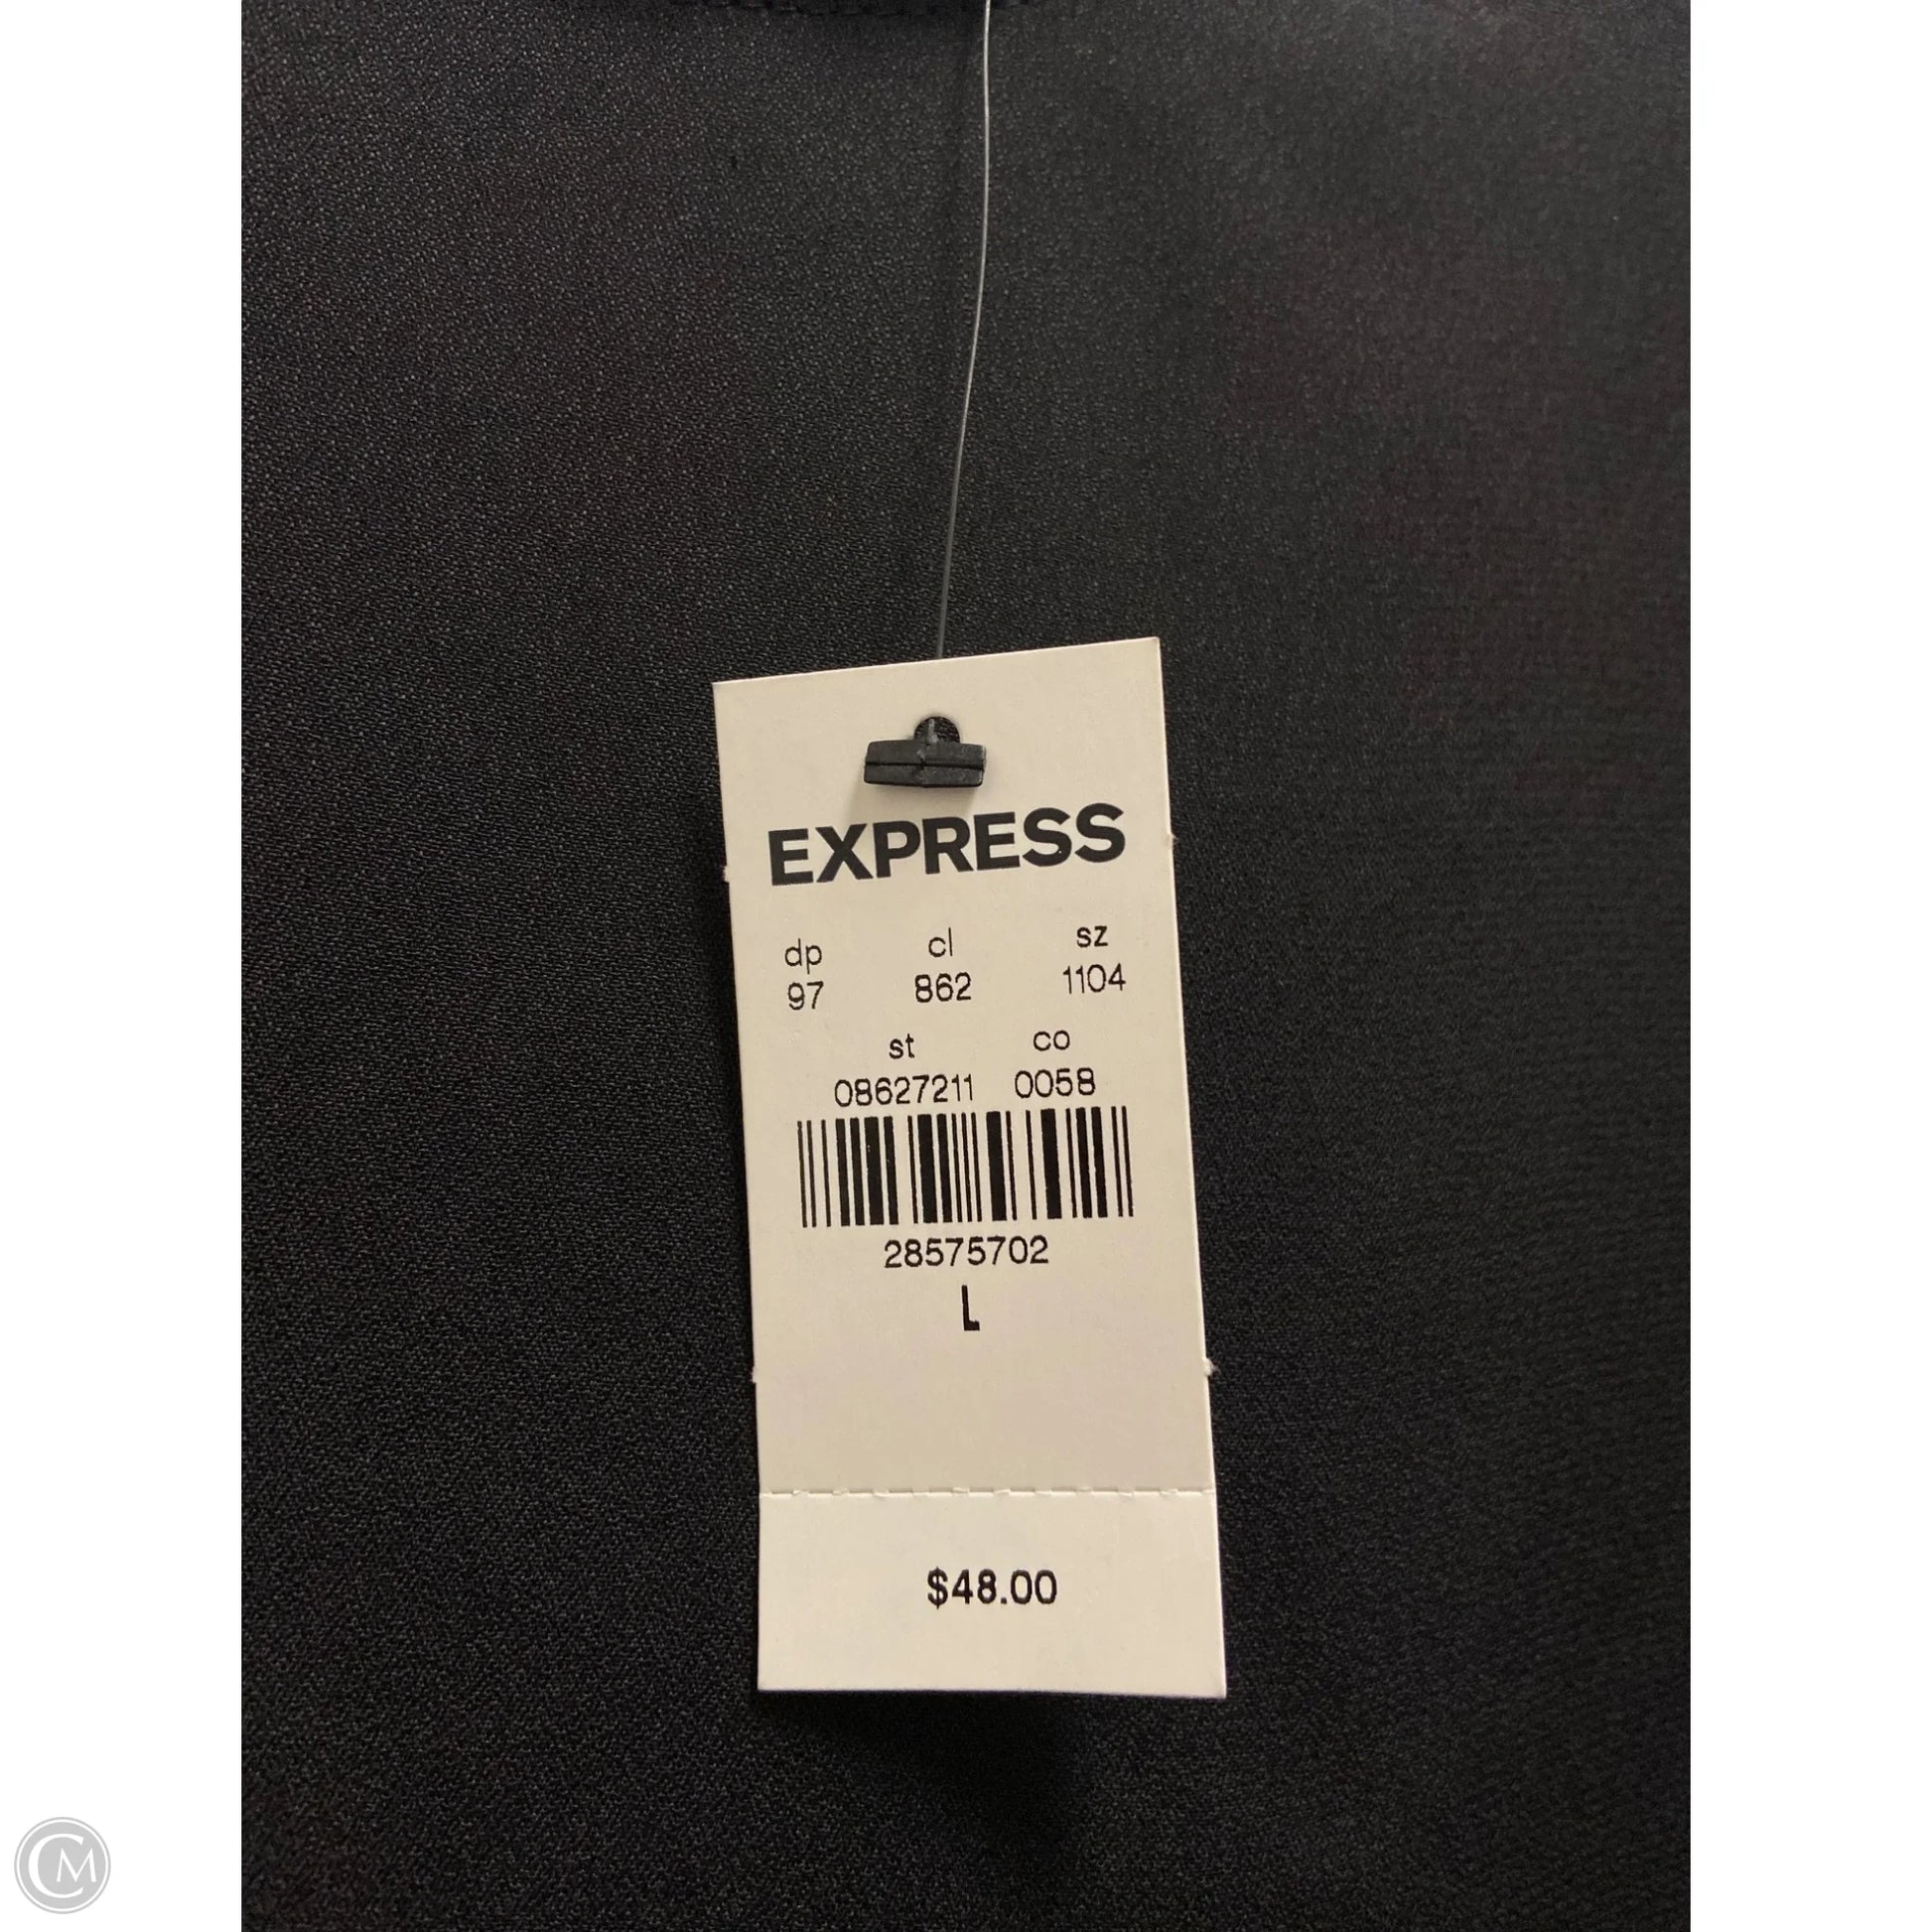 EXPRESS
dp cl sz
97 862 1104
st co
08627211 0058
28575702
L
$48.00
CM